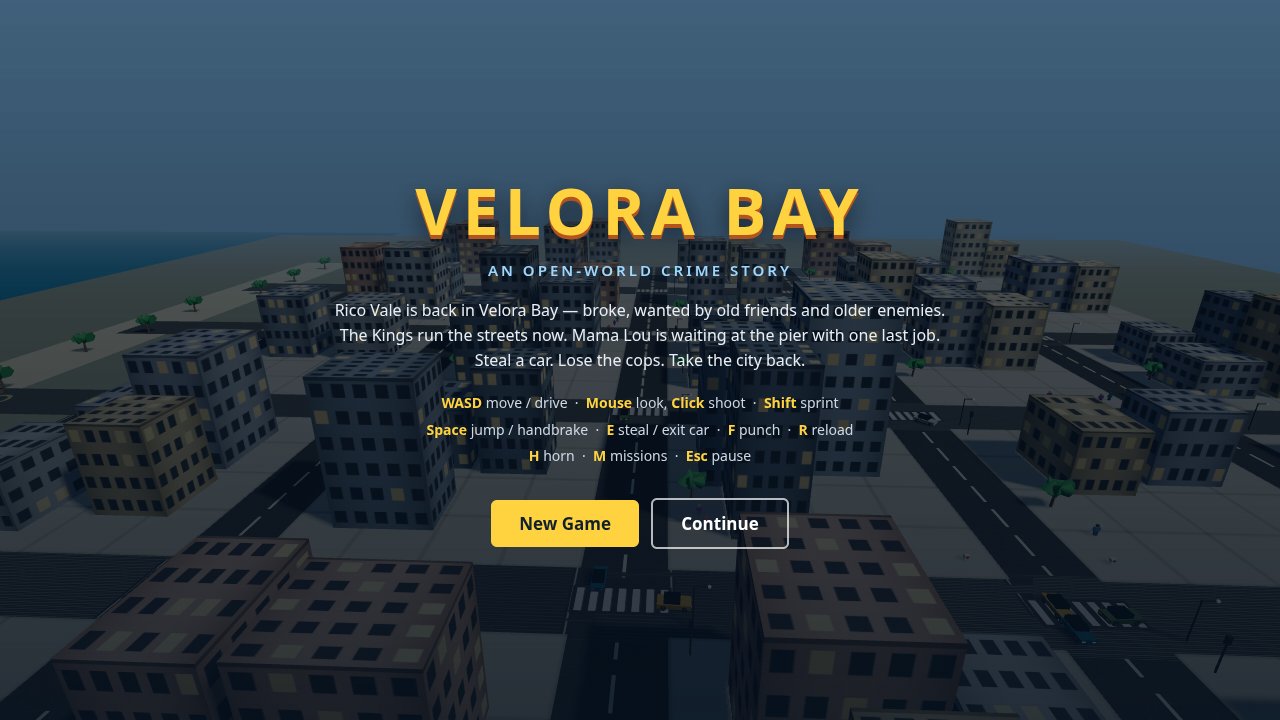 VELORA BAY
AN OPEN-WORLD CRIME STORY
Rico Vale is back in Velora Bay — broke, wanted by old friends and older enemies.
The Kings run the streets now. Mama Lou is waiting at the pier with one last job.
Steal a car. Lose the cops. Take the city back.
WASD move / drive · Mouse look, Click shoot · Shift sprint
Space jump / handbrake · E steal / exit car · F punch · R reload
H horn · M missions · Esc pause
New Game Continue